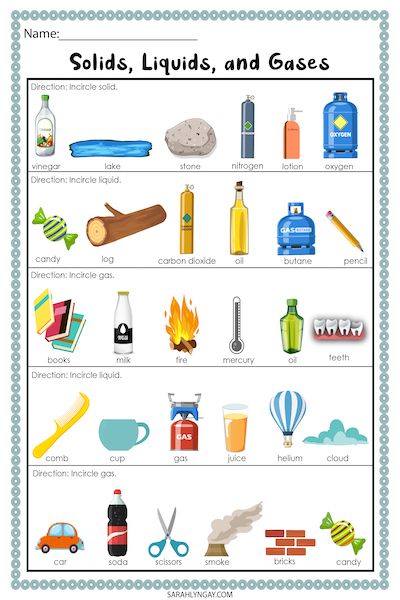 Name:____________________
Solids, Liquids, and Gases
Direction: Incircle solid.
OXYGEN
vinegar lake stone nitrogen lotion oxygen
Direction: Incircle liquid.
GAS
candy log carbon dioxide oil butane pencil
Direction: Incircle gas.
Milk
books milk fire mercury oil teeth
Direction: Incircle liquid.
GAS
comb cup gas juice helium cloud
Direction: Incircle gas.
car soda scissors smoke bricks candy
SARAHLYNGAY.COM